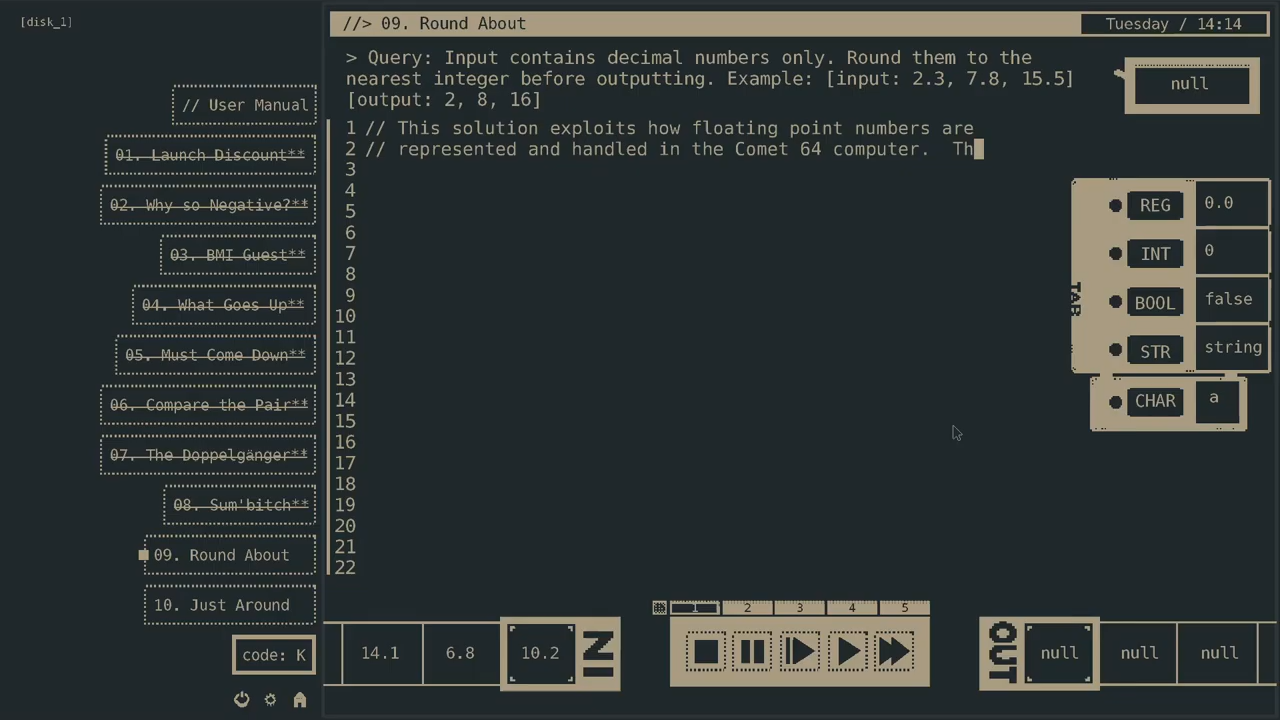 [disk_1]
//> 09. Round About
Tuesday / 14:14
> Query: Input contains decimal numbers only. Round them to the
nearest integer before outputting. Example: [input: 2.3, 7.8, 15.5]
[output: 2, 8, 16]
null
// User Manual
01. Launch Discount**
02. Why so Negative?**
03. BMI Guest**
04. What Goes Up**
05. Must Come Down**
06. Compare the Pair**
07. The Doppelgänger**
08. Sum'bitch**
09. Round About
10. Just Around
code: K
1 // This solution exploits how floating point numbers are
2 // represented and handled in the Comet 64 computer.  Th
3
4
5
6
7
8
9
10
11
12
13
14
15
16
17
18
19
20
21
22
TAB
REG 0.0
INT 0
BOOL false
STR string
CHAR a
1 2 3 4 5
14.1 6.8 10.2 IN
OUT null null null